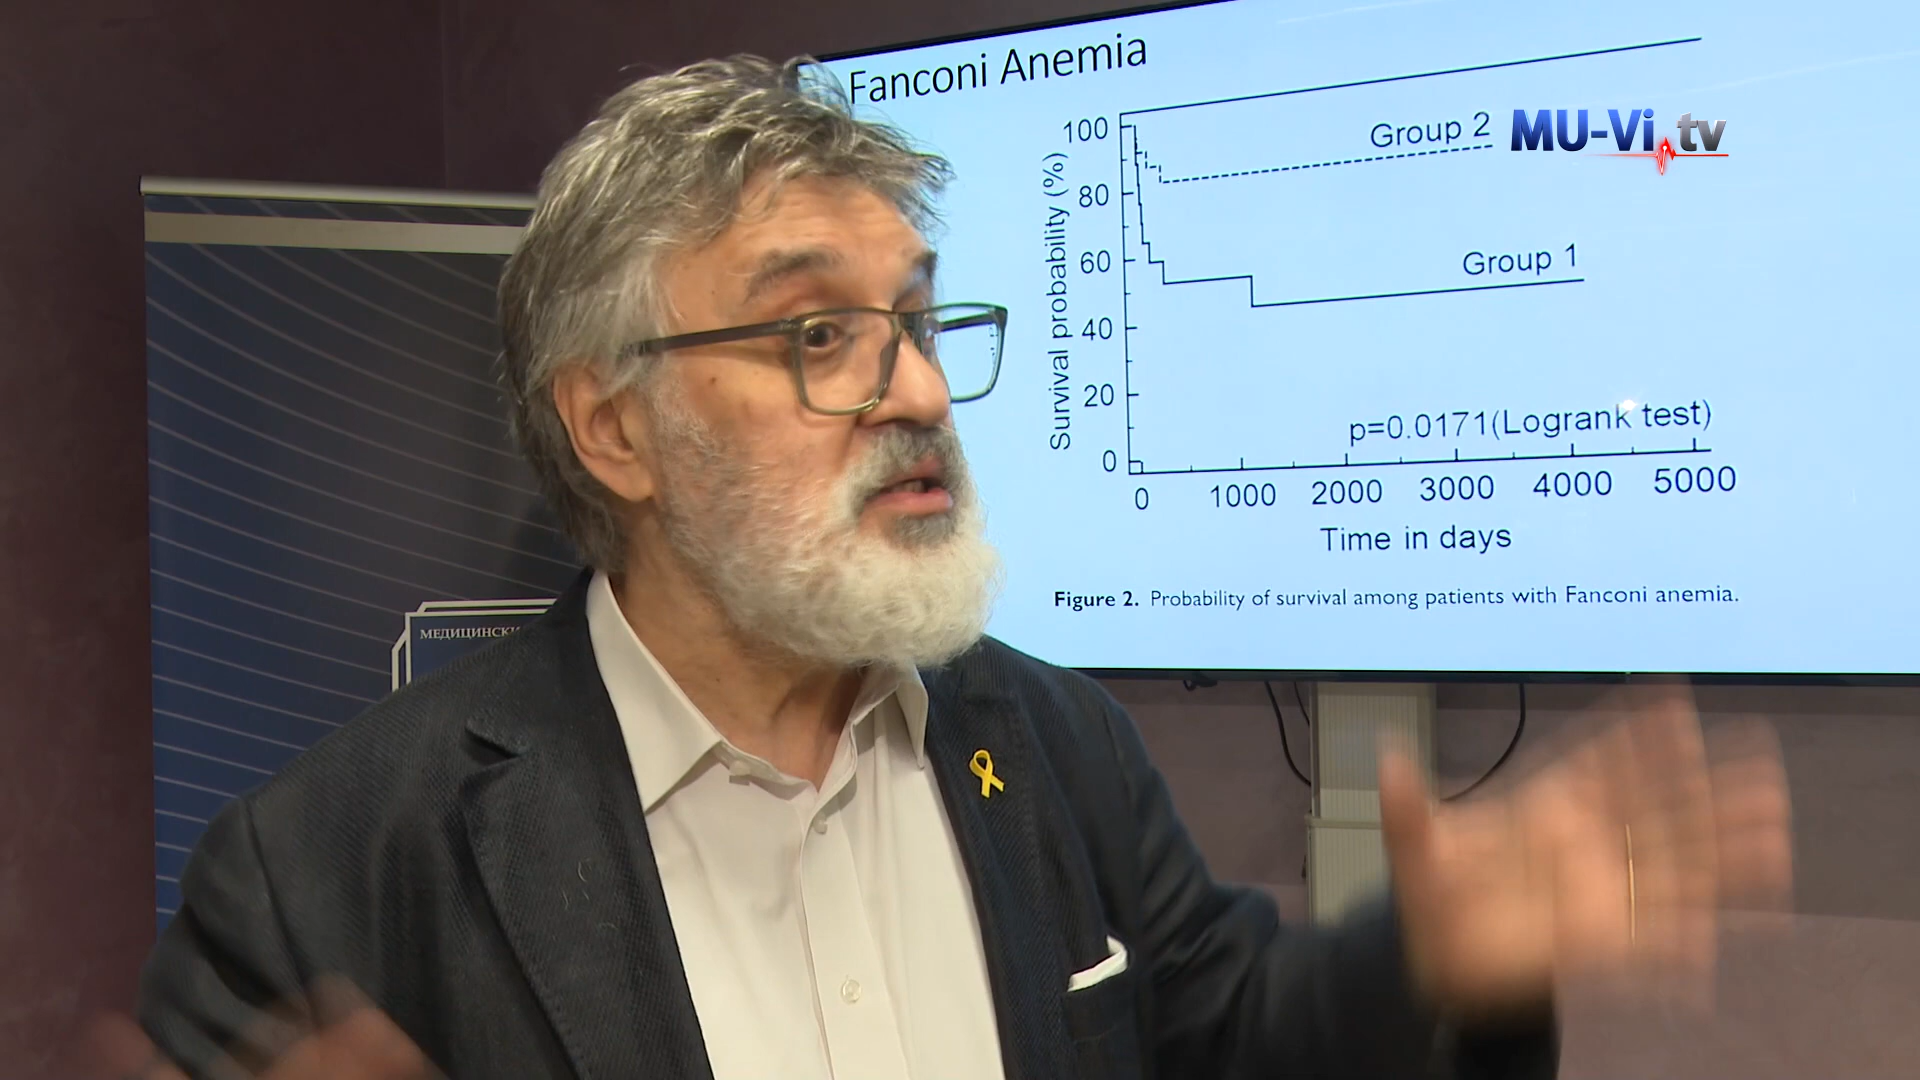 Fanconi Anemia
MU-Vi.tv
Survival probability (%)
100
80
60
40
20
0
Group 2
Group 1
p=0.0171(Logrank test)
0 1000 2000 3000 4000 5000
Time in days
Figure 2. Probability of survival among patients with Fanconi anemia.